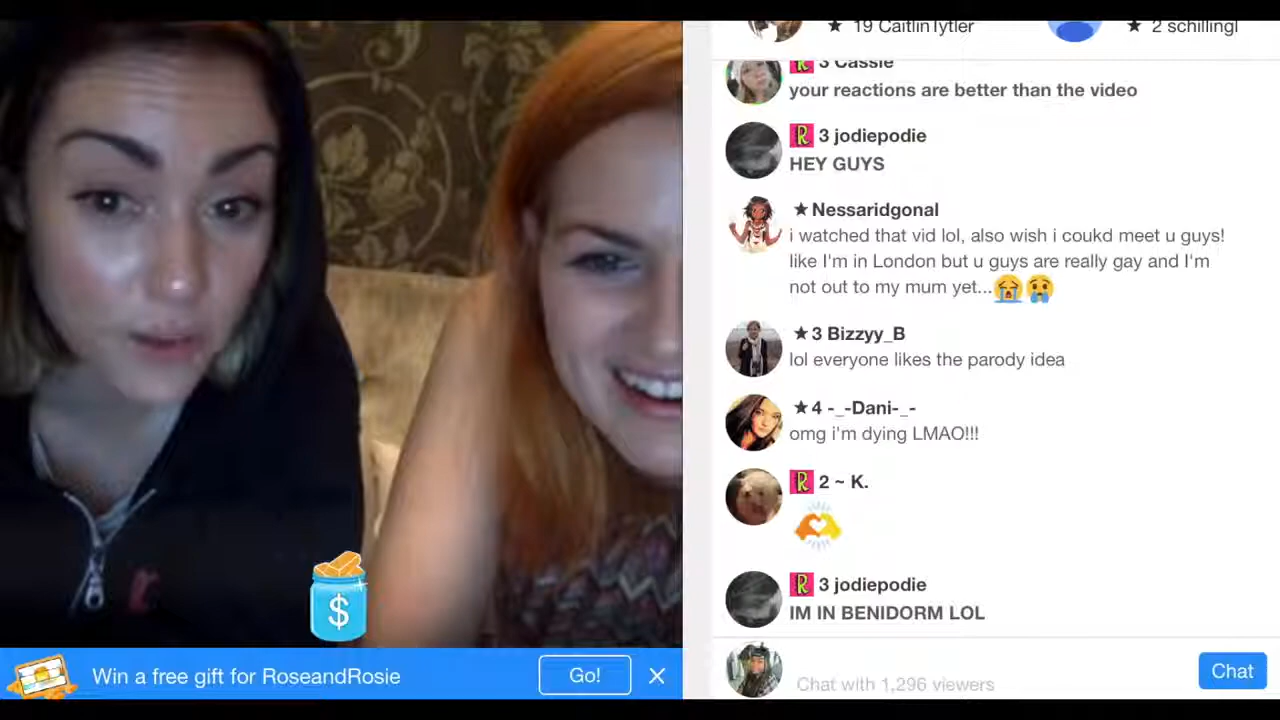 ★ 19 CaitlinTytler
★ 2 schillingl
R 3 Cassie
your reactions are better than the video
R 3 jodiepodie
HEY GUYS
★ Nessaridgonal
i watched that vid lol, also wish i coukd meet u guys!
like I'm in London but u guys are really gay and I'm
not out to my mum yet...😭😢
★3 Bizzyy_B
lol everyone likes the parody idea
★4 -_-Dani-_-
omg i'm dying LMAO!!!
R 2 ~ K.
R 3 jodiepodie
IM IN BENIDORM LOL
$
Win a free gift for RoseandRosie
Go!
Chat with 1,296 viewers
Chat